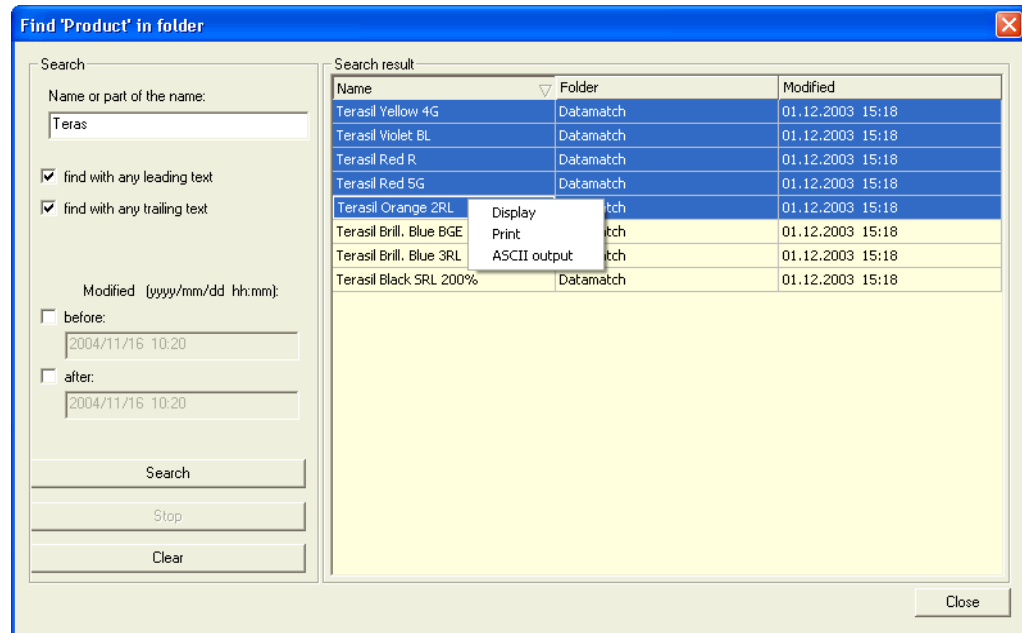 Find 'Product' in folder
Search
Name or part of the name:
Teras
find with any leading text
find with any trailing text
Modified (yyyy/mm/dd hh:mm):
before:
2004/11/16 10:20
after:
2004/11/16 10:20
Search
Stop
Clear
Search result
Name Folder Modified
Terasil Yellow 4G Datamatch 01.12.2003 15:18
Terasil Violet BL Datamatch 01.12.2003 15:18
Terasil Red R Datamatch 01.12.2003 15:18
Terasil Red 5G Datamatch 01.12.2003 15:18
Terasil Orange 2RL tch 01.12.2003 15:18
Terasil Brill. Blue BGE tch 01.12.2003 15:18
Terasil Brill. Blue 3RL tch 01.12.2003 15:18
Terasil Black SRL 200% Datamatch 01.12.2003 15:18
Display
Print
ASCII output
Close